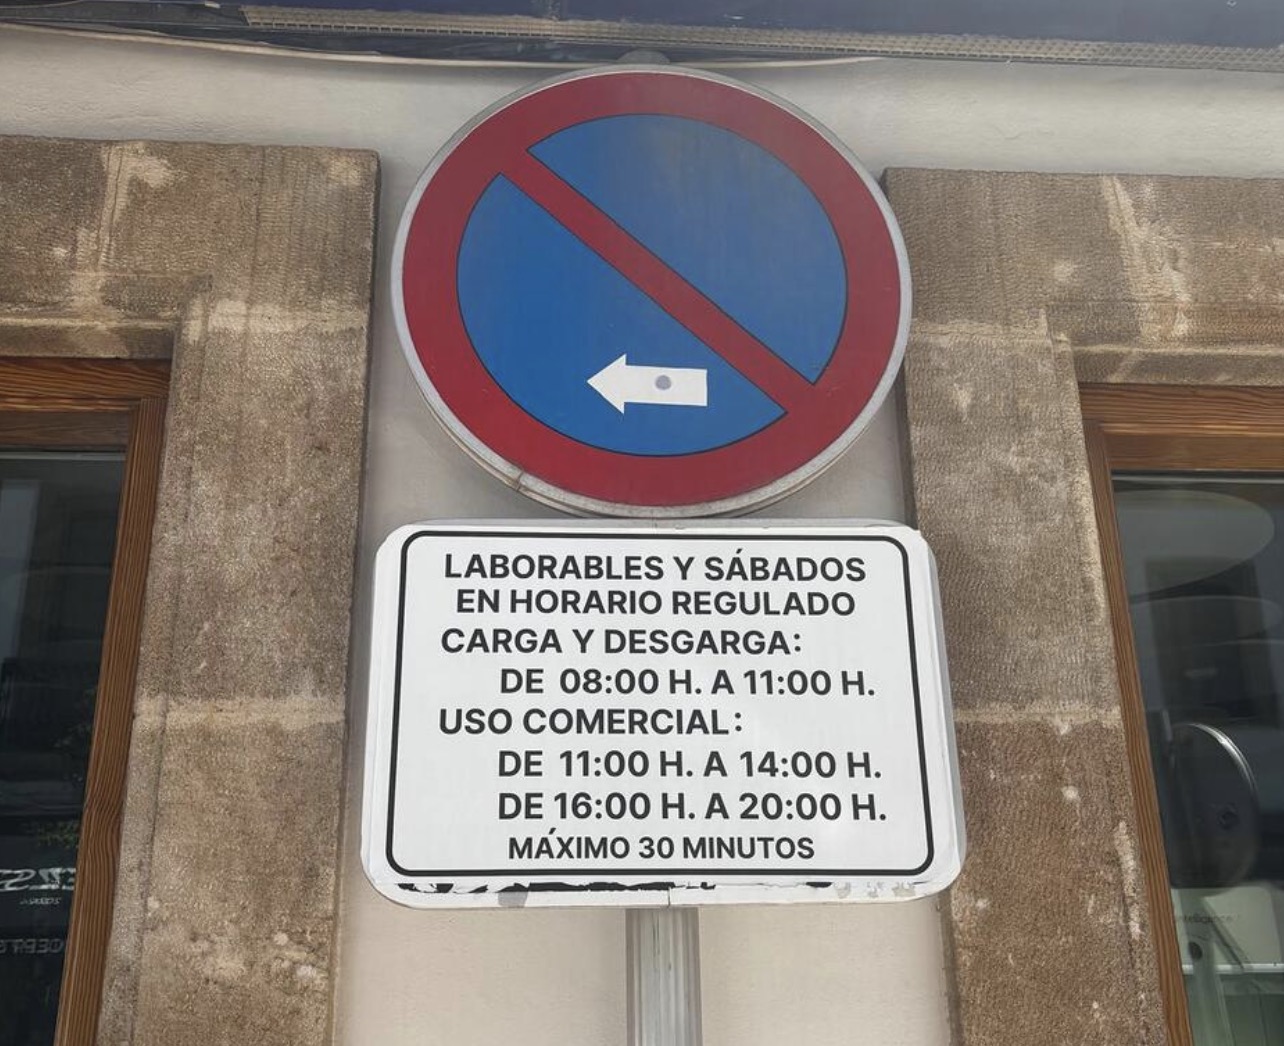 LABORABLES Y SÁBADOS
EN HORARIO REGULADO
CARGA Y DESGARGA:
DE 08:00 H. A 11:00 H.
USO COMERCIAL:
DE 11:00 H. A 14:00 H.
DE 16:00 H. A 20:00 H.
MÁXIMO 30 MINUTOS